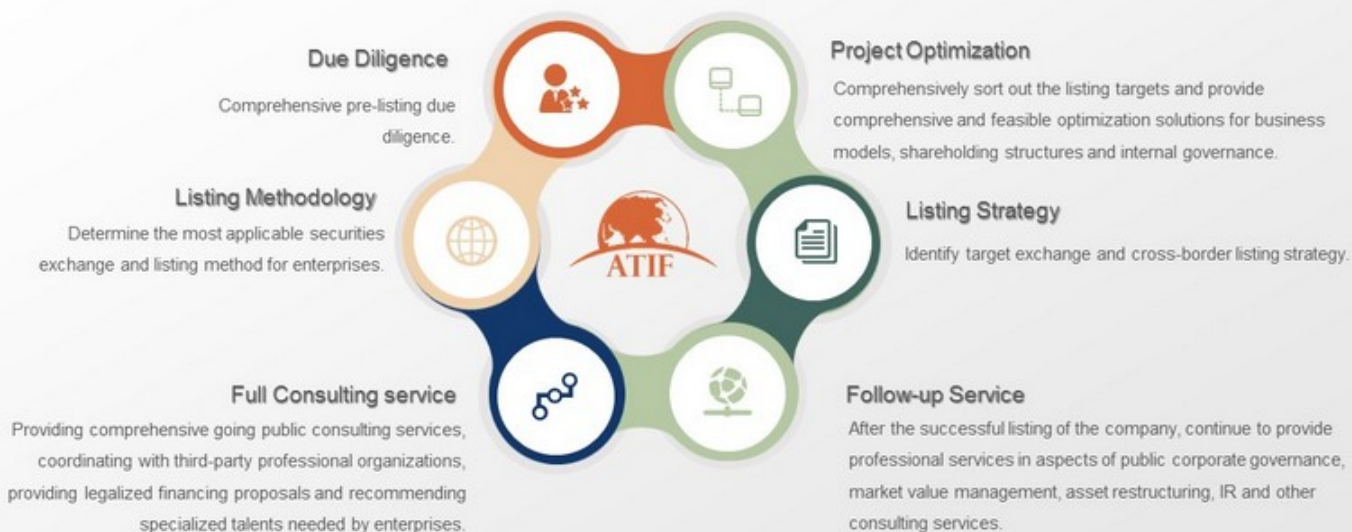 Due Diligence
Comprehensive pre-listing due
diligence.
Project Optimization
Comprehensively sort out the listing targets and provide
comprehensive and feasible optimization solutions for business
models, shareholding structures and internal governance.
Listing Methodology
Determine the most applicable securities
exchange and listing method for enterprises.
ATIF
Listing Strategy
Identify target exchange and cross-border listing strategy.
Full Consulting service
Providing comprehensive going public consulting services,
coordinating with third-party professional organizations,
providing legalized financing proposals and recommending
specialized talents needed by enterprises.
Follow-up Service
After the successful listing of the company, continue to provide
professional services in aspects of public corporate governance,
market value management, asset restructuring, IR and other
consulting services.